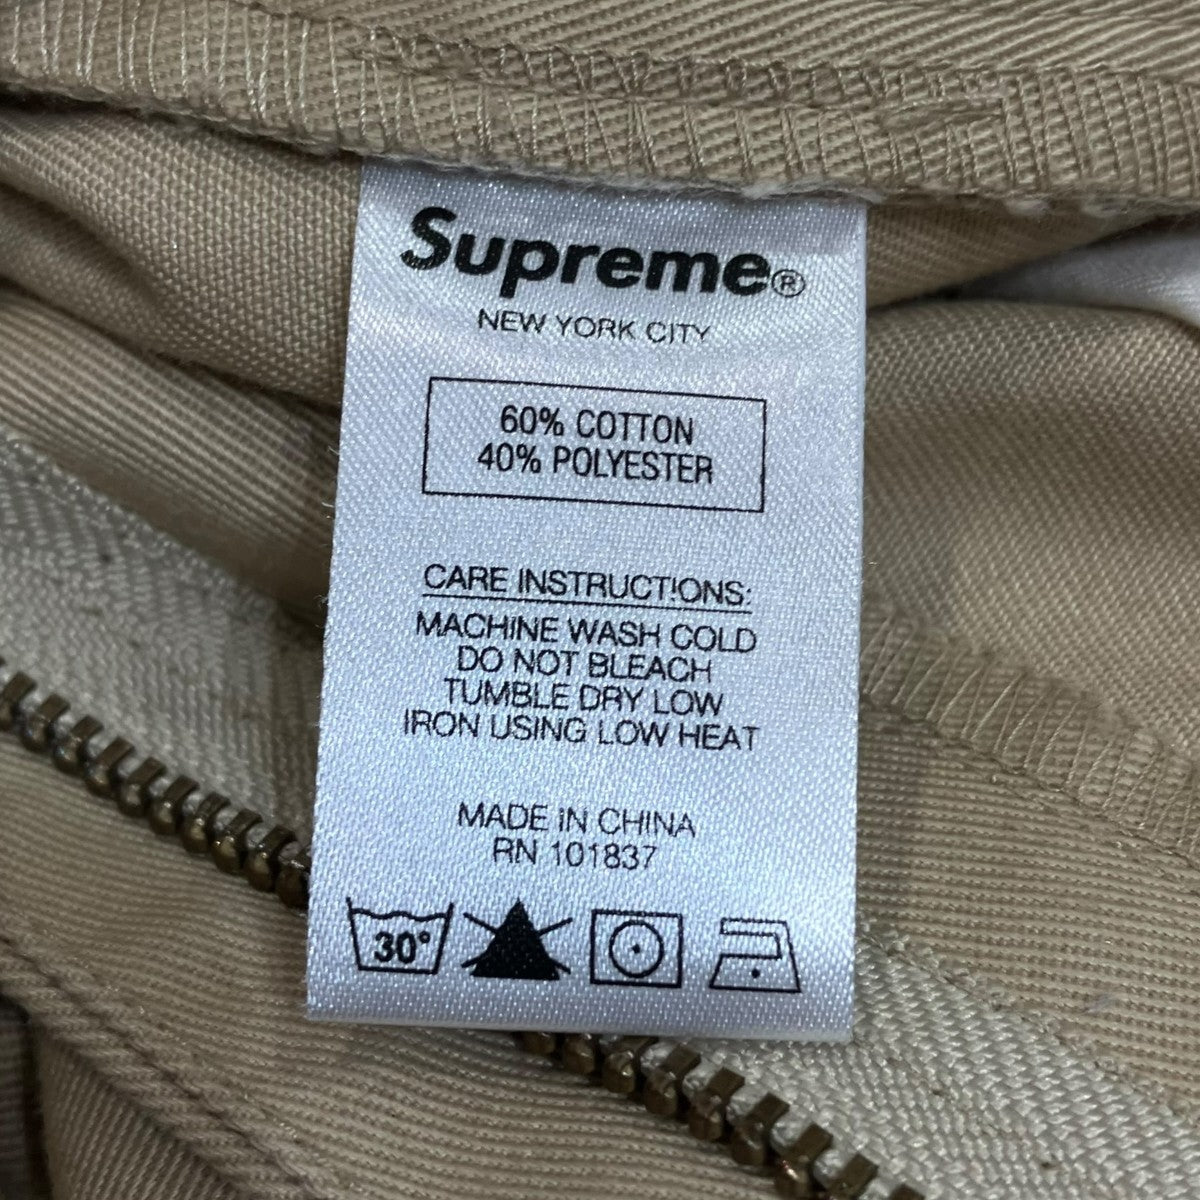 Supreme®
NEW YORK CITY
60% COTTON
40% POLYESTER
CARE INSTRUCTIONS:
MACHINE WASH COLD
DO NOT BLEACH
TUMBLE DRY LOW
IRON USING LOW HEAT
MADE IN CHINA
RN 101837
30°